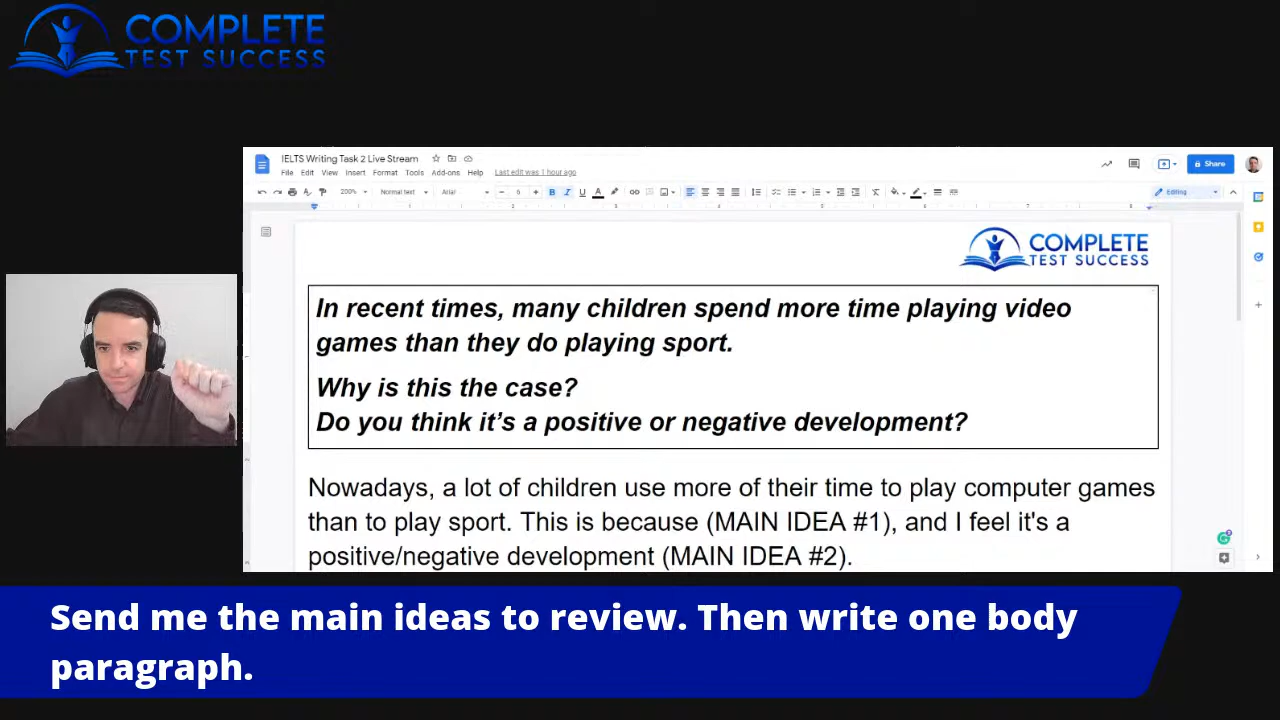 COMPLETE
TEST SUCCESS
IELTS Writing Task 2 Live Stream
File Edit View Insert Format Tools Add-ons Help Last edit was 1 hour ago
Share
200% Normal text Arial 6 B I U A Editing
COMPLETE
TEST SUCCESS
In recent times, many children spend more time playing video
games than they do playing sport.
Why is this the case?
Do you think it's a positive or negative development?
Nowadays, a lot of children use more of their time to play computer games
than to play sport. This is because (MAIN IDEA #1), and I feel it's a
positive/negative development (MAIN IDEA #2).
Send me the main ideas to review. Then write one body
paragraph.